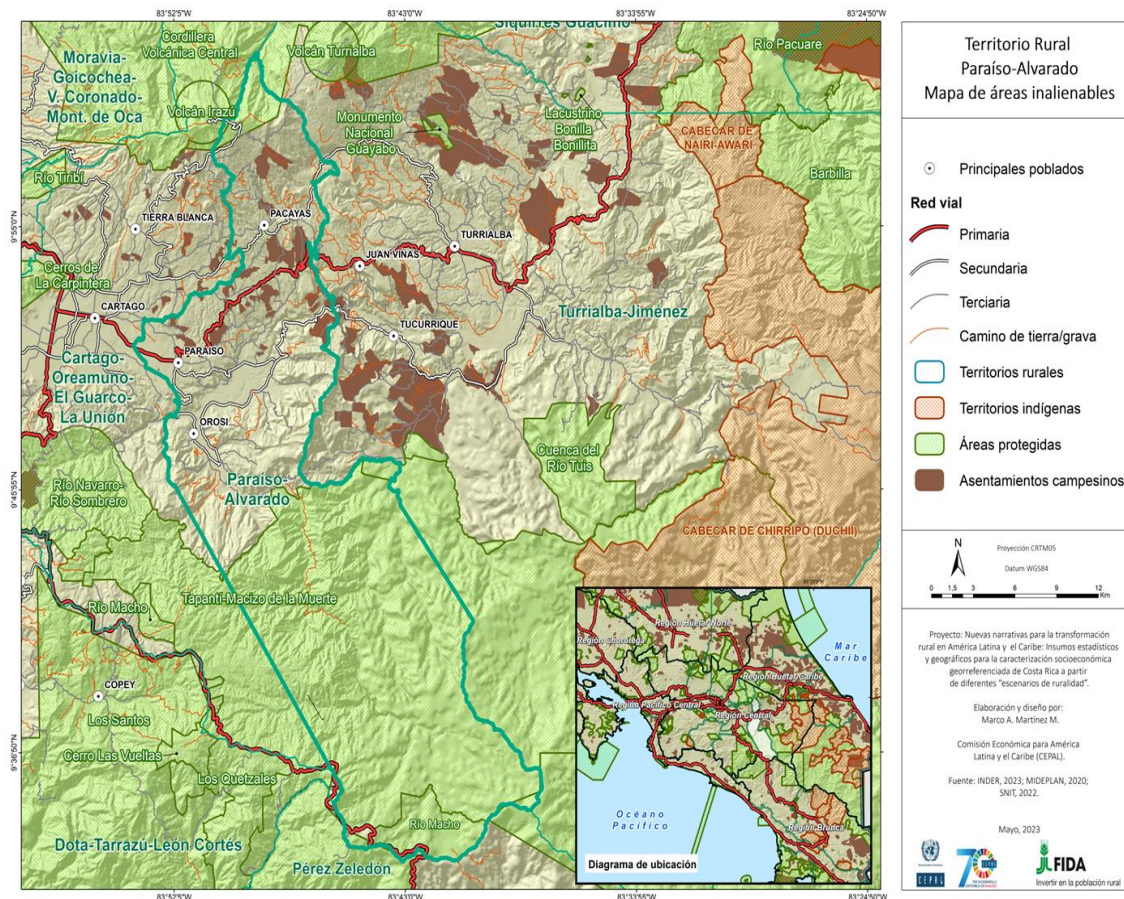 83°52'5"W
83°43'0"W
83°33'55"W
83°24'50"W
Siquirres Guácimo
Cordillera
Volcánica Central
Volcán Turrialba
Río Pacuare
Moravia-
Goicochea-
V. Coronado-
Mont. de Oca
Volcán Irazú
Monumento
Nacional
Guayabo
Lacustrino
Bonilla
Bonillita
CABECAR DE
NAIRI-AWARI
Barbilla
Río Tiribí
TIERRA BLANCA
PACAYAS
TURRIALBA
JUAN VIÑAS
Cerros de
La Carpintera
CARTAGO
TUCURRIQUE
Turrialba-Jiménez
PARAISO
Cartago-
Oreamuno-
El Guarco-
La Unión
OROSI
Cuenca del
Río Tuis
Paraíso-
Alvarado
Río Navarro-
Río Sombrero
CABECAR DE CHIRRIPO (DUCHII)
Río Macho
Tapantí-Macizo de la Muerte
COPEY
Los Santos
Cerro Las Vueltas
Los Quetzales
Río Macho
Dota-Tarrazú-León Cortés
Pérez Zeledón
9°55'0"N
9°45'55"N
9°36'50"N
9°55'0"N
9°45'55"N
9°36'50"N
83°52'5"W
83°43'0"W
83°33'55"W
83°24'50"W
Región Huetar Norte
Región Chorotega
Mar
Caribe
Región Huetar Caribe
Región Pacífico Central
Región Central
Océano
Pacífico
Región Brunca
Diagrama de ubicación
Territorio Rural
Paraíso-Alvarado
Mapa de áreas inalienables
Principales poblados
Red vial
Primaria
Secundaria
Terciaria
Camino de tierra/grava
Territorios rurales
Territorios indígenas
Áreas protegidas
Asentamientos campesinos
N
Proyección CRTM05
Datum WGS84
0 1,5 3 6 9 12
Km
Proyecto: Nuevas narrativas para la transformación
rural en América Latina y el Caribe: Insumos estadísticos
y geográficos para la caracterización socioeconómica
georreferenciada de Costa Rica a partir
de diferentes "escenarios de ruralidad".
Elaboración y diseño por:
Marco A. Martínez M.
Comisión Económica para América
Latina y el Caribe (CEPAL).
Fuente: INDER, 2023; MIDEPLAN, 2020;
SNIT, 2022.
Mayo, 2023
CEPAL
70
FIDA
Invertir en la población rural